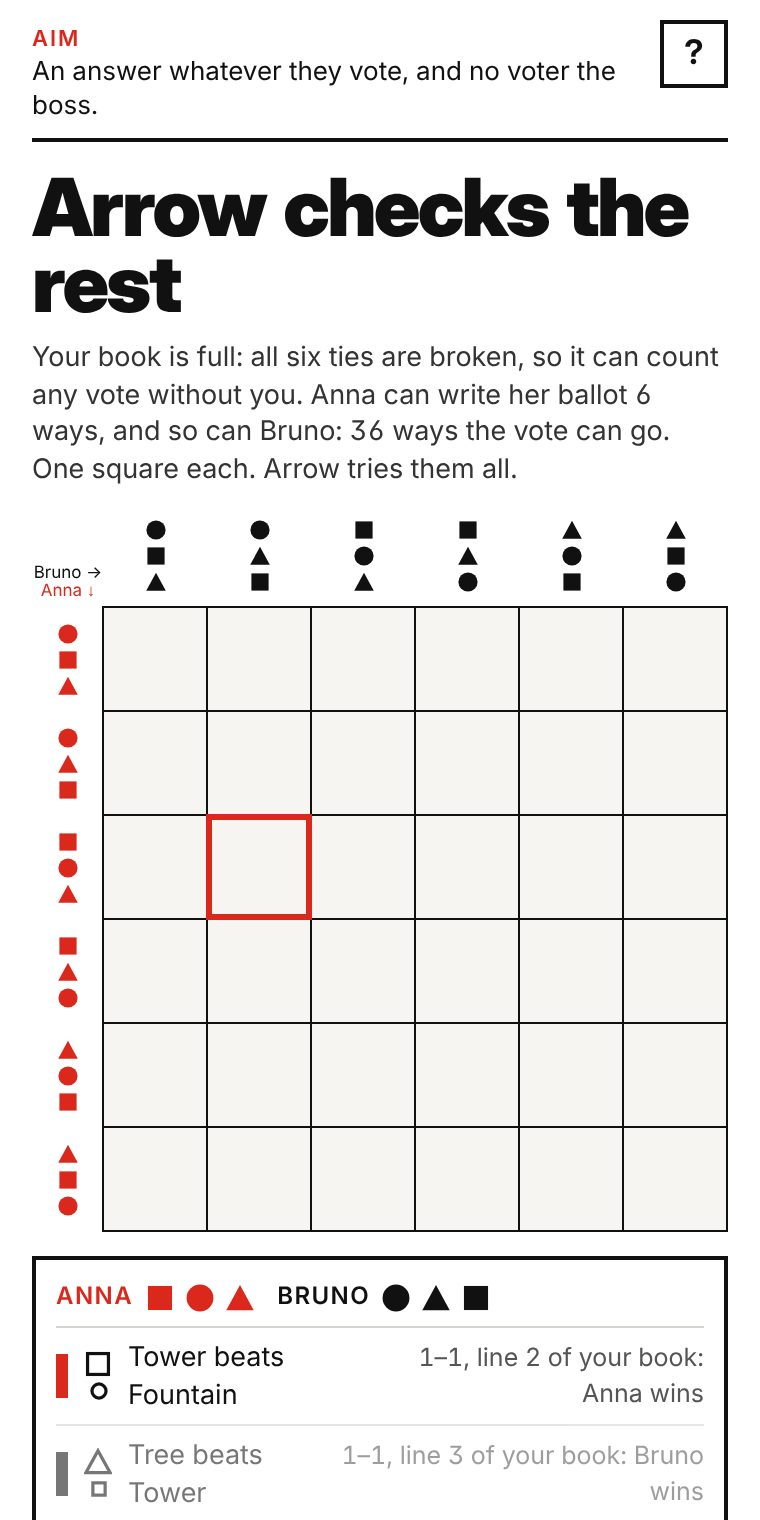 AIM
An answer whatever they vote, and no voter the
boss.
?
Arrow checks the
rest
Your book is full: all six ties are broken, so it can count
any vote without you. Anna can write her ballot 6
ways, and so can Bruno: 36 ways the vote can go.
One square each. Arrow tries them all.
Bruno →
Anna ↓
ANNA BRUNO
Tower beats
Fountain
1–1, line 2 of your book:
Anna wins
Tree beats
Tower
1–1, line 3 of your book: Bruno
wins